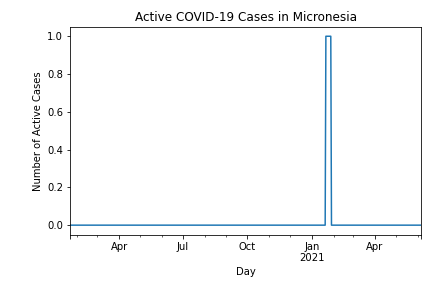 Active COVID-19 Cases in Micronesia
1.0
0.8
0.6
0.4
0.2
0.0
Number of Active Cases
Apr
Jul
Oct
Jan
2021
Apr
Day